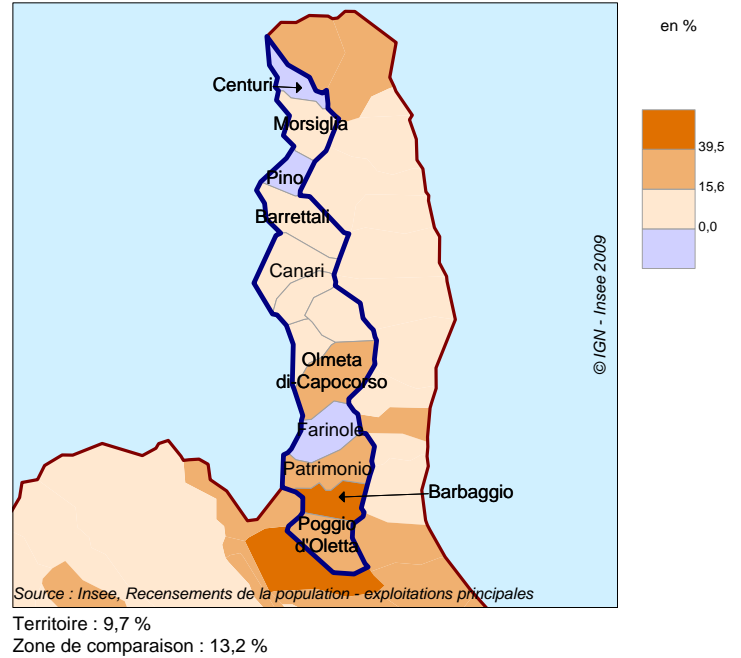 en %
39,5
15,6
0,0
Centuri
Morsiglia
Pino
Barrettali
Canari
Olmeta
di-Capocorso
Farinole
Patrimonio
Barbaggio
Poggio
d'Oletta
© IGN - Insee 2009
Source : Insee, Recensements de la population - exploitations principales
Territoire : 9,7 %
Zone de comparaison : 13,2 %